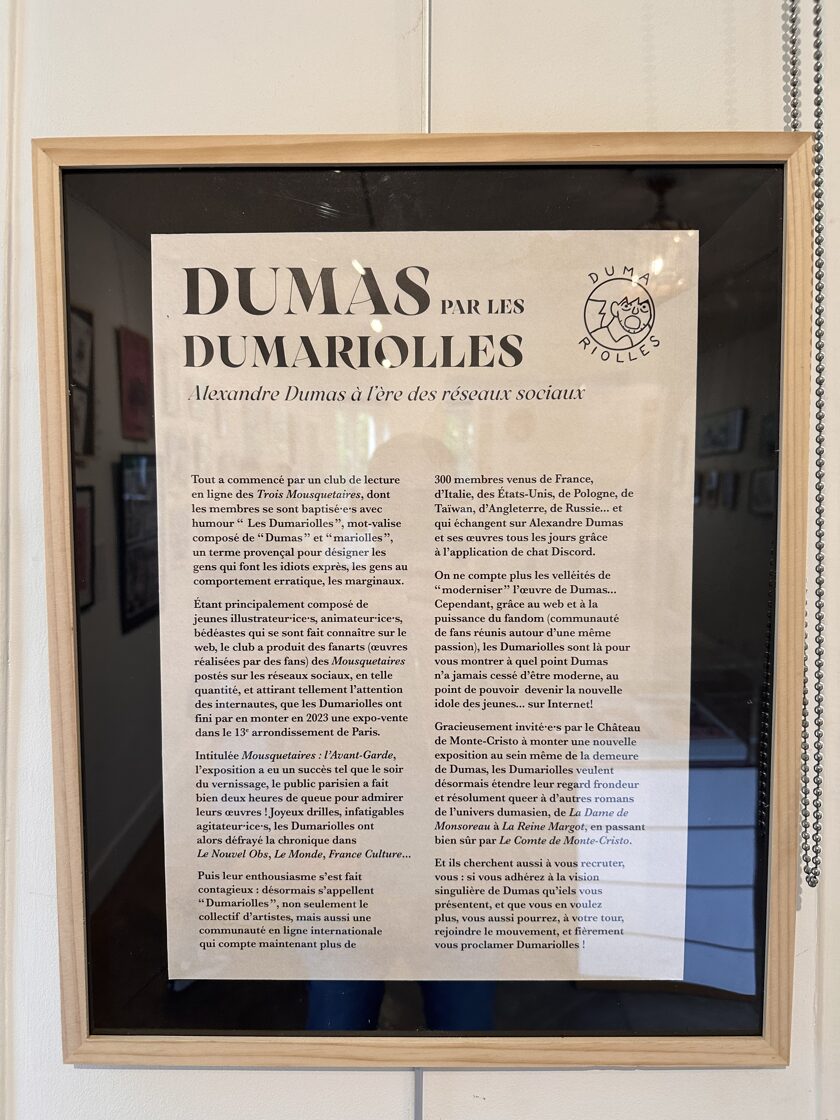 DUMAS PAR LES
DUMARIOLLES
Alexandre Dumas à l'ère des réseaux sociaux
DUMA
RIOLLES
Tout a commencé par un club de lecture
en ligne des Trois Mousquetaires, dont
les membres se sont baptisé·e·s avec
humour “ Les Dumariolles”, mot-valise
composé de “Dumas” et “mariolles”,
un terme provençal pour désigner les
gens qui font les idiots exprès, les gens au
comportement erratique, les marginaux.
Étant principalement composé de
jeunes illustrateur·ice·s, animateur·ice·s,
bédéastes qui se sont fait connaître sur le
web, le club a produit des fanarts (œuvres
réalisées par des fans) des Mousquetaires
postés sur les réseaux sociaux, en telle
quantité, et attirant tellement l'attention
des internautes, que les Dumariolles ont
fini par en monter en 2023 une expo-vente
dans le 13e arrondissement de Paris.
Intitulée Mousquetaires : l'Avant-Garde,
l'exposition a eu un succès tel que le soir
du vernissage, le public parisien a fait
bien deux heures de queue pour admirer
leurs œuvres ! Joyeux drilles, infatigables
agitateur·ice·s, les Dumariolles ont
alors défrayé la chronique dans
Le Nouvel Obs, Le Monde, France Culture...
Puis leur enthousiasme s'est fait
contagieux : désormais s'appellent
“Dumariolles”, non seulement le
collectif d'artistes, mais aussi une
communauté en ligne internationale
qui compte maintenant plus de
300 membres venus de France,
d'Italie, des États-Unis, de Pologne, de
Taïwan, d'Angleterre, de Russie... et
qui échangent sur Alexandre Dumas
et ses œuvres tous les jours grâce
à l'application de chat Discord.
On ne compte plus les velléités de
“moderniser” l'œuvre de Dumas...
Cependant, grâce au web et à la
puissance du fandom (communauté
de fans réunis autour d'une même
passion), les Dumariolles sont là pour
vous montrer à quel point Dumas
n'a jamais cessé d'être moderne, au
point de pouvoir devenir la nouvelle
idole des jeunes... sur Internet!
Gracieusement invité·e·s par le Château
de Monte-Cristo à monter une nouvelle
exposition au sein même de la demeure
de Dumas, les Dumariolles veulent
désormais étendre leur regard frondeur
et résolument queer à d'autres romans
de l'univers dumasien, de La Dame de
Monsoreau à La Reine Margot, en passant
bien sûr par Le Comte de Monte-Cristo.
Et ils cherchent aussi à vous recruter,
vous : si vous adhérez à la vision
singulière de Dumas qu'iels vous
présentent, et que vous en voulez
plus, vous aussi pourrez, à votre tour,
rejoindre le mouvement, et fièrement
vous proclamer Dumariolles !